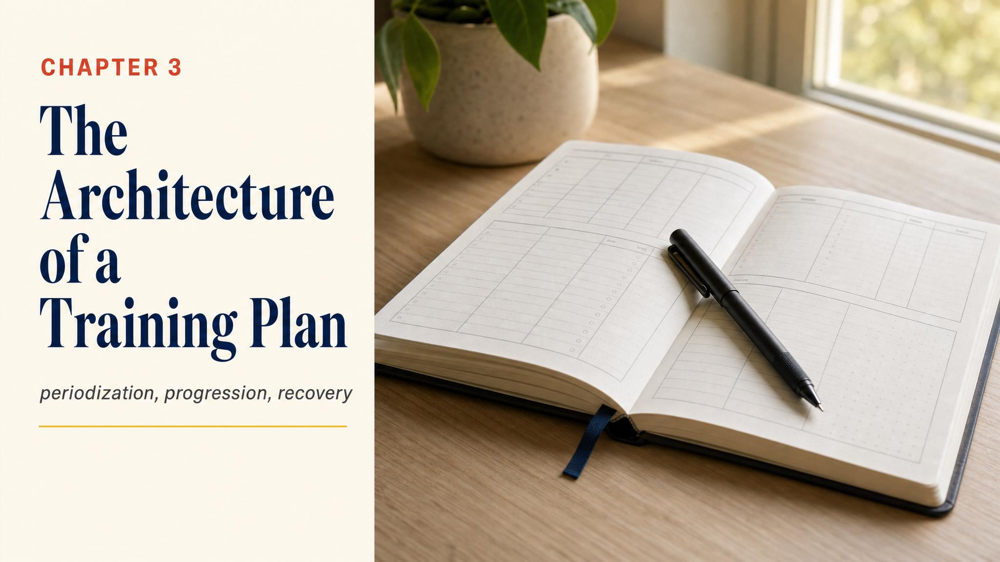 CHAPTER 3
The
Architecture
of a
Training Plan
periodization, progression, recovery